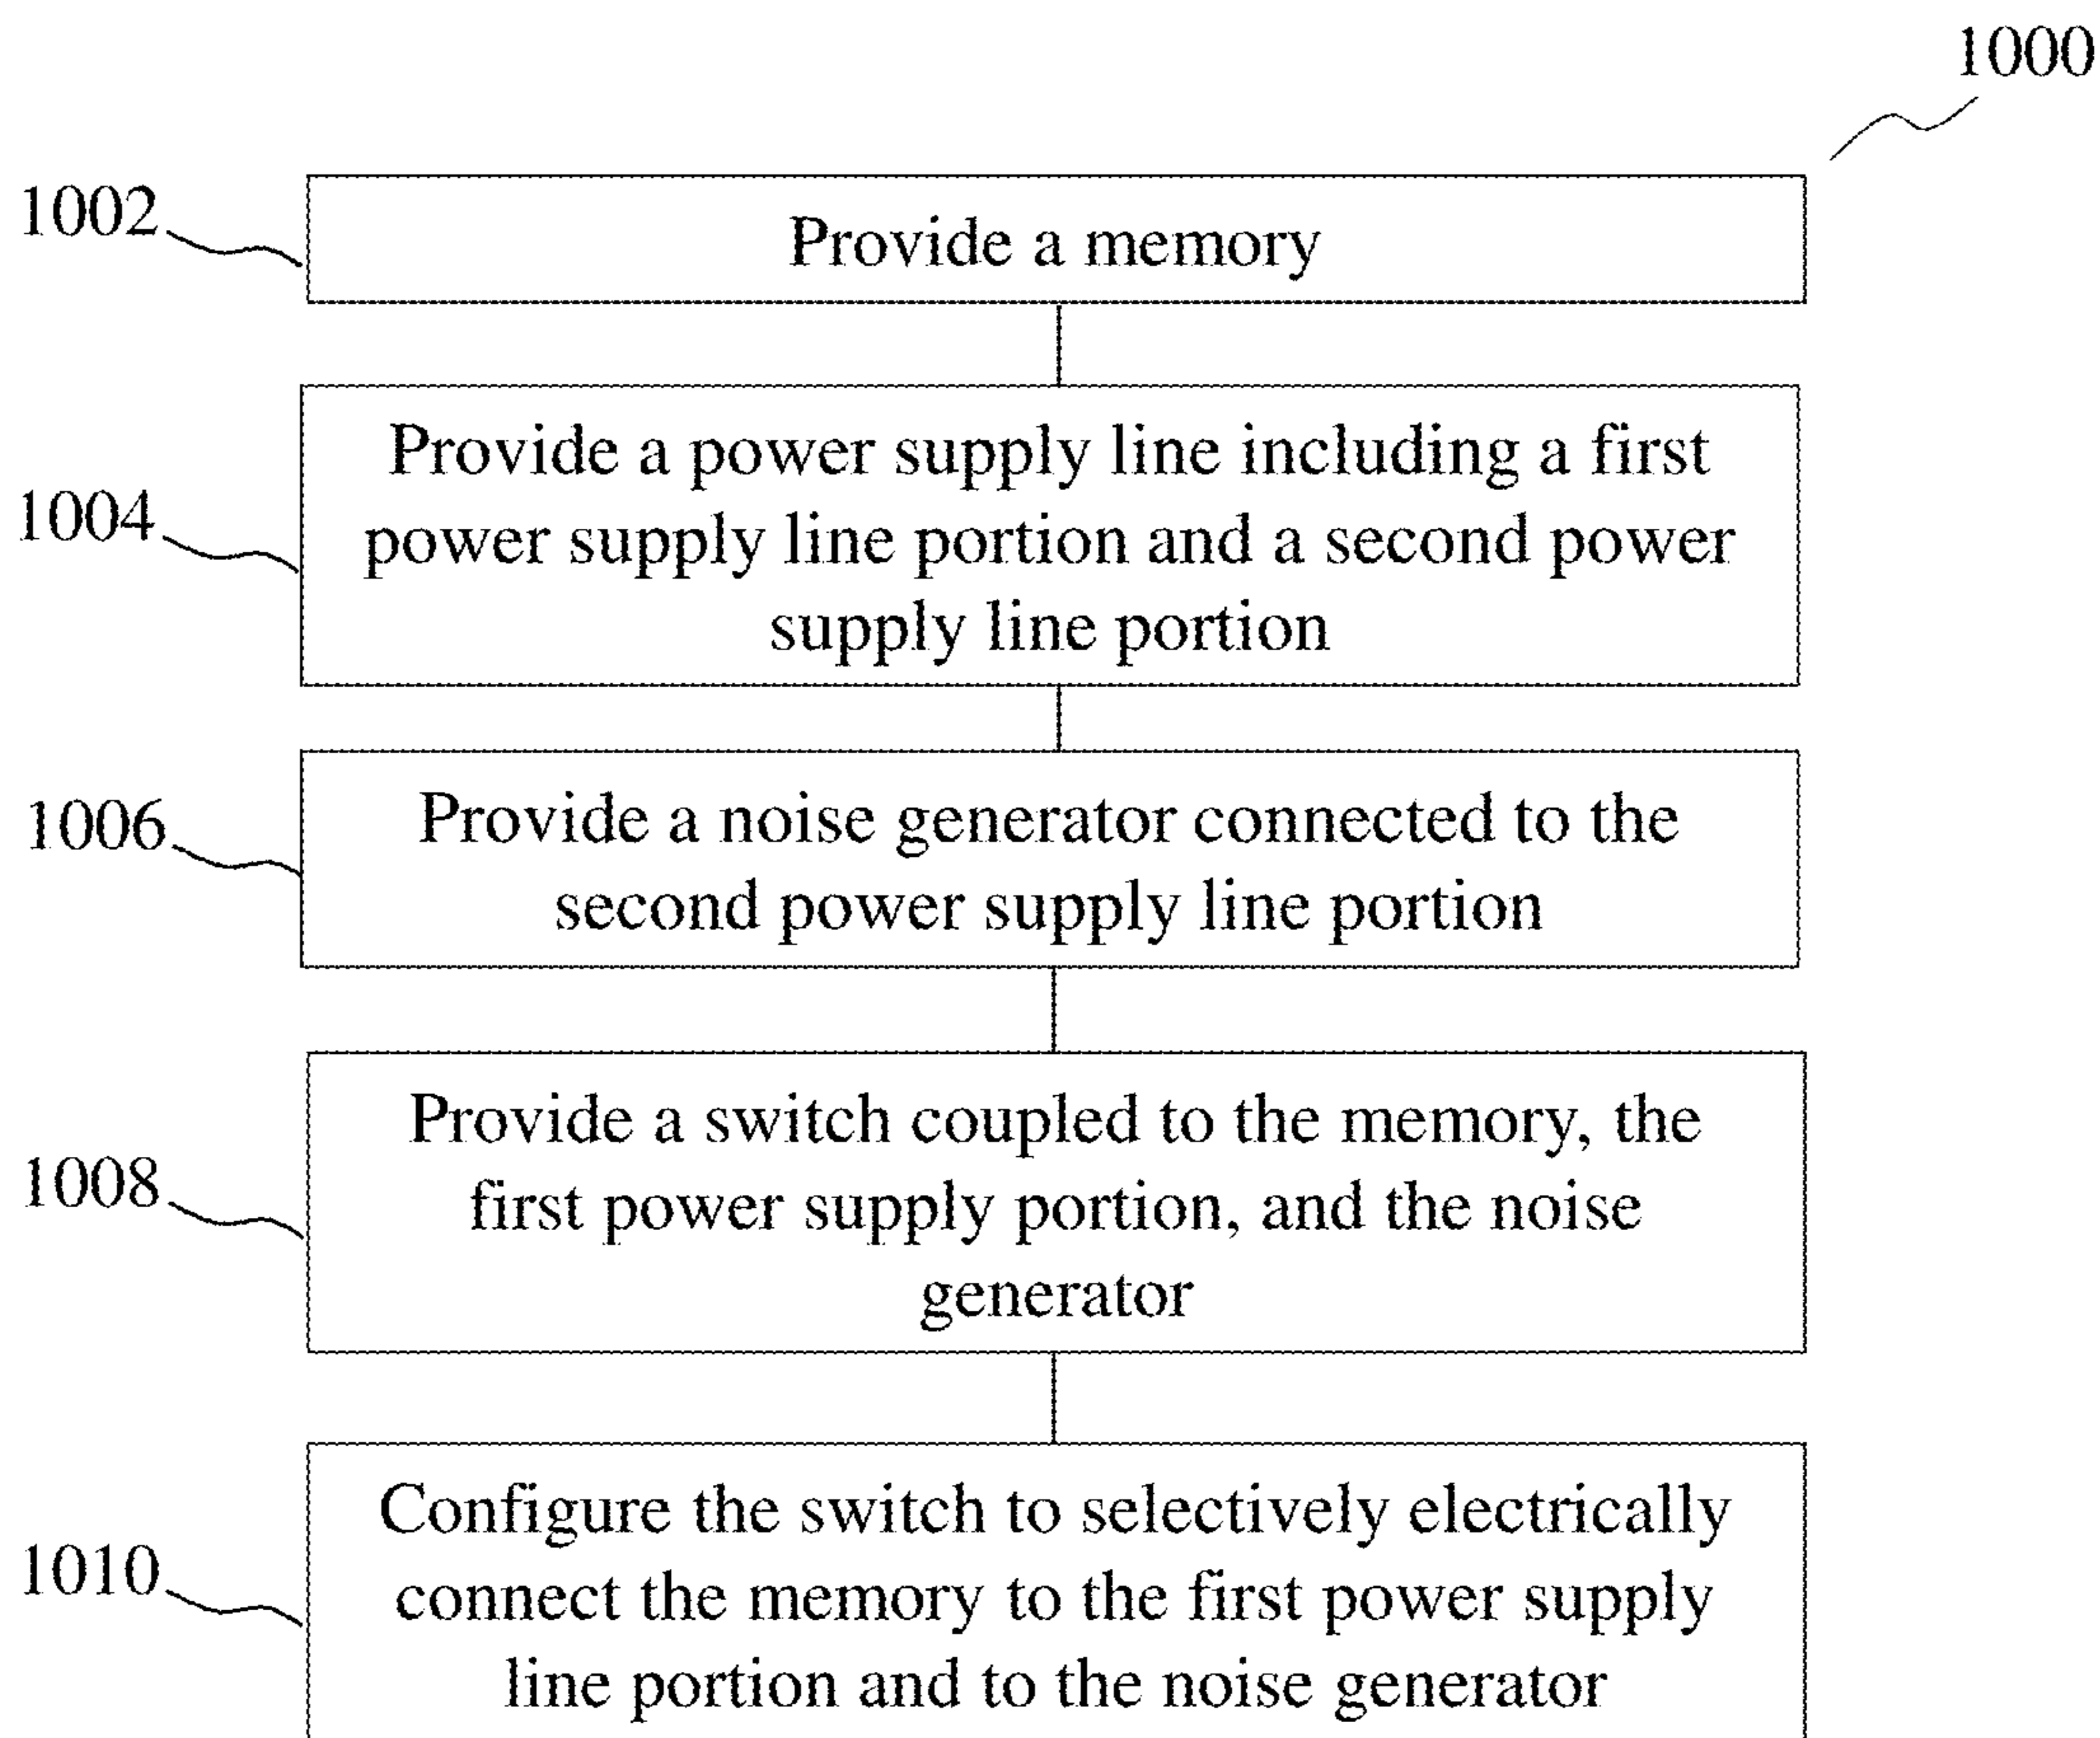 1000
1002
Provide a memory
1004
Provide a power supply line including a first
power supply line portion and a second power
supply line portion
1006
Provide a noise generator connected to the
second power supply line portion
1008
Provide a switch coupled to the memory, the
first power supply portion, and the noise
generator
1010
Configure the switch to selectively electrically
connect the memory to the first power supply
line portion and to the noise generator